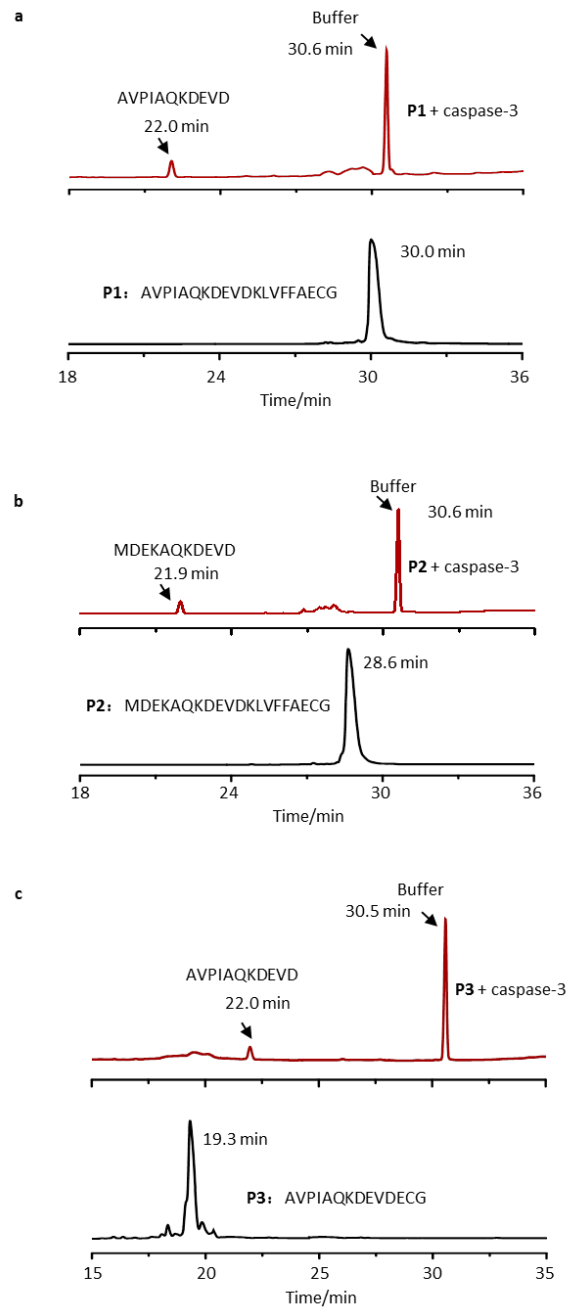 a
Buffer
30.6 min
AVPIAQKDEVD
22.0 min
P1 + caspase-3
30.0 min
P1: AVPIAQKDEVDKLVFFAECG
18 24 30 36
Time/min
b
Buffer
30.6 min
MDEKAQKDEVD
21.9 min
P2 + caspase-3
28.6 min
P2: MDEKAQKDEVDKLVFFAECG
18 24 30 36
Time/min
c
Buffer
30.5 min
AVPIAQKDEVD
22.0 min
P3 + caspase-3
19.3 min
P3: AVPIAQKDEVDECG
15 20 25 30 35
Time/min